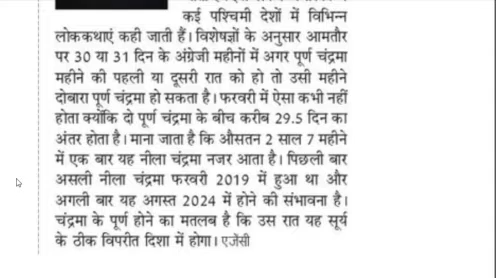 कई पश्चिमी देशों में विभिन्न
लोककथाएं कही जाती हैं। विशेषज्ञों के अनुसार आमतौर
पर 30 या 31 दिन के अंग्रेजी महीनों में अगर पूर्ण चंद्रमा
महीने की पहली या दूसरी रात को हो तो उसी महीने
दोबारा पूर्ण चंद्रमा हो सकता है। फरवरी में ऐसा कभी नहीं
होता क्योंकि दो पूर्ण चंद्रमा के बीच करीब 29.5 दिन का
अंतर होता है। माना जाता है कि औसतन 2 साल 7 महीने
में एक बार यह नीला चंद्रमा नजर आता है। पिछली बार
असली नीला चंद्रमा फरवरी 2019 में हुआ था और
अगली बार यह अगस्त 2024 में होने की संभावना है।
चंद्रमा के पूर्ण होने का मतलब है कि उस रात यह सूर्य
के ठीक विपरीत दिशा में होगा। एजेंसी